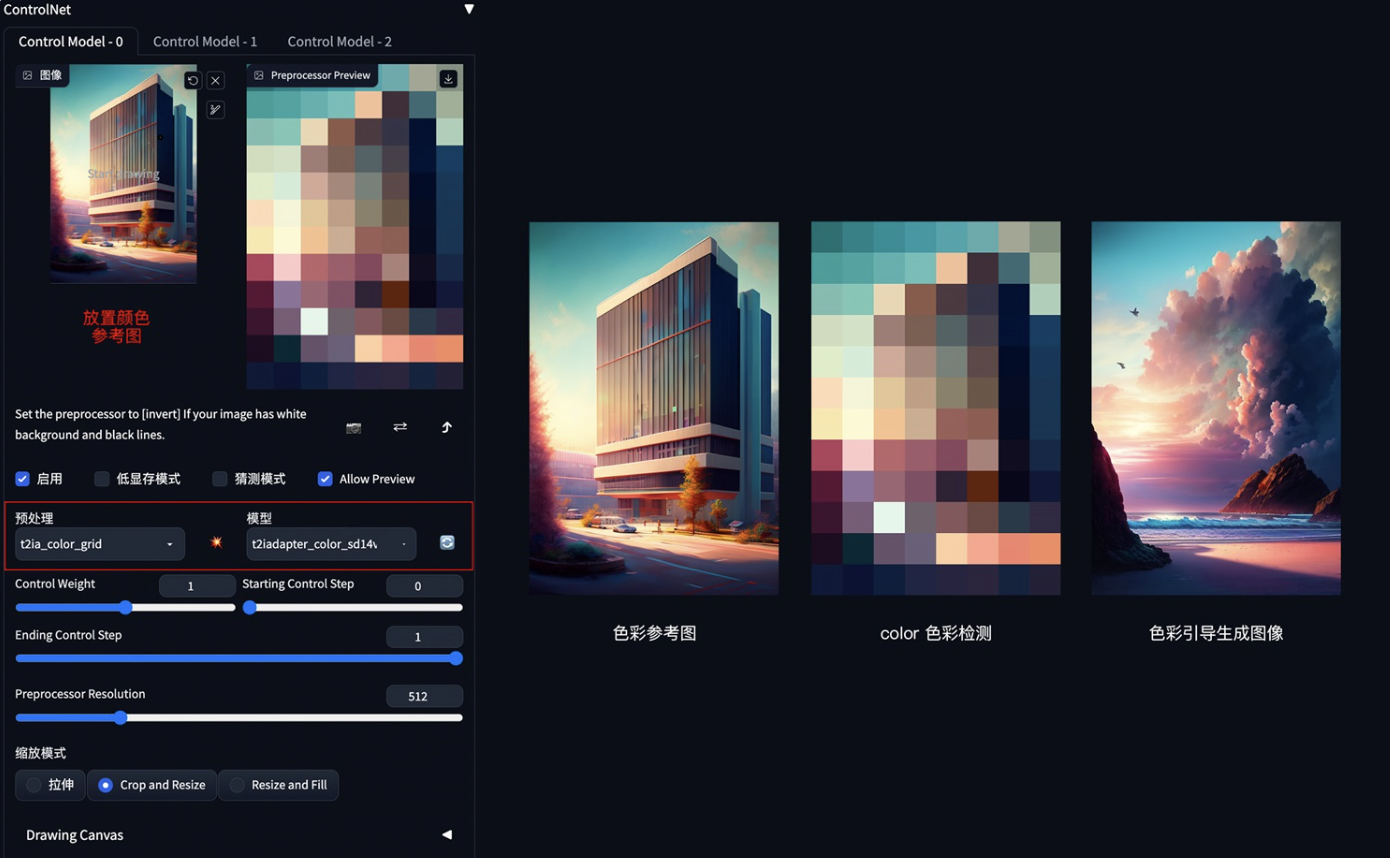 ControlNet
Control Model - 0
Control Model - 1
Control Model - 2
图像
Preprocessor Preview
Start drawing
放置颜色
参考图
Set the preprocessor to [invert] If your image has white
background and black lines.
启用
低显存模式
猜测模式
Allow Preview
预处理
模型
t2ia_color_grid
t2iadapter_color_sd14v
Control Weight
1
Starting Control Step
0
Ending Control Step
1
Preprocessor Resolution
512
缩放模式
拉伸
Crop and Resize
Resize and Fill
Drawing Canvas
色彩参考图
color 色彩检测
色彩引导生成图像